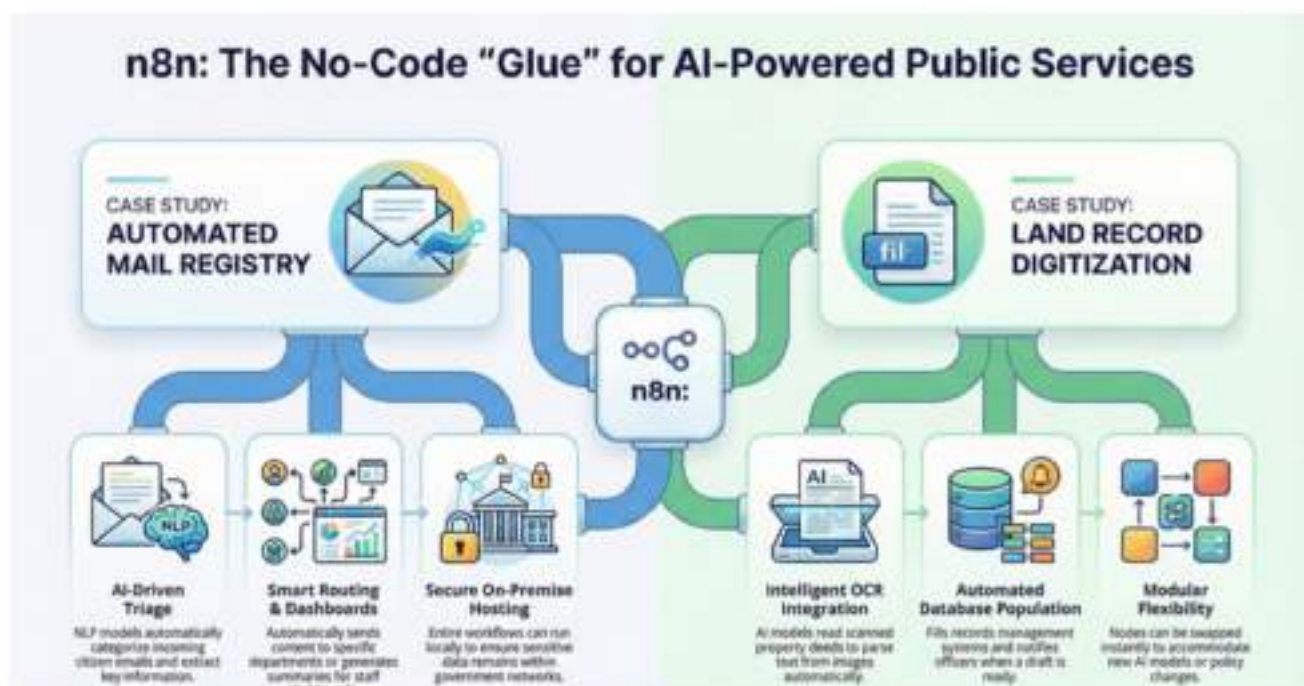 n8n: The No-Code “Glue” for AI-Powered Public Services
CASE STUDY:
AUTOMATED
MAIL REGISTRY
CASE STUDY:
LAND RECORD
DIGITIZATION
fil
n8n:
NLP
AI-Driven
Triage
NLP models automatically
categorize incoming
citizen emails and extract
key information.
Smart Routing
& Dashboards
Automatically sends
content to specific
departments or generates
summaries for staff
Secure On-Premise
Hosting
Entire workflows can run
locally to ensure sensitive
data remains within
government networks.
AI
Intelligent OCR
Integration
AI models read scanned
property deeds to parse
text from images
automatically.
Automated
Database Population
Fills records management
systems and notifies
officers when a draft is
ready.
Modular
Flexibility
Nodes can be swapped
instantly to accommodate
new AI models or policy
changes.